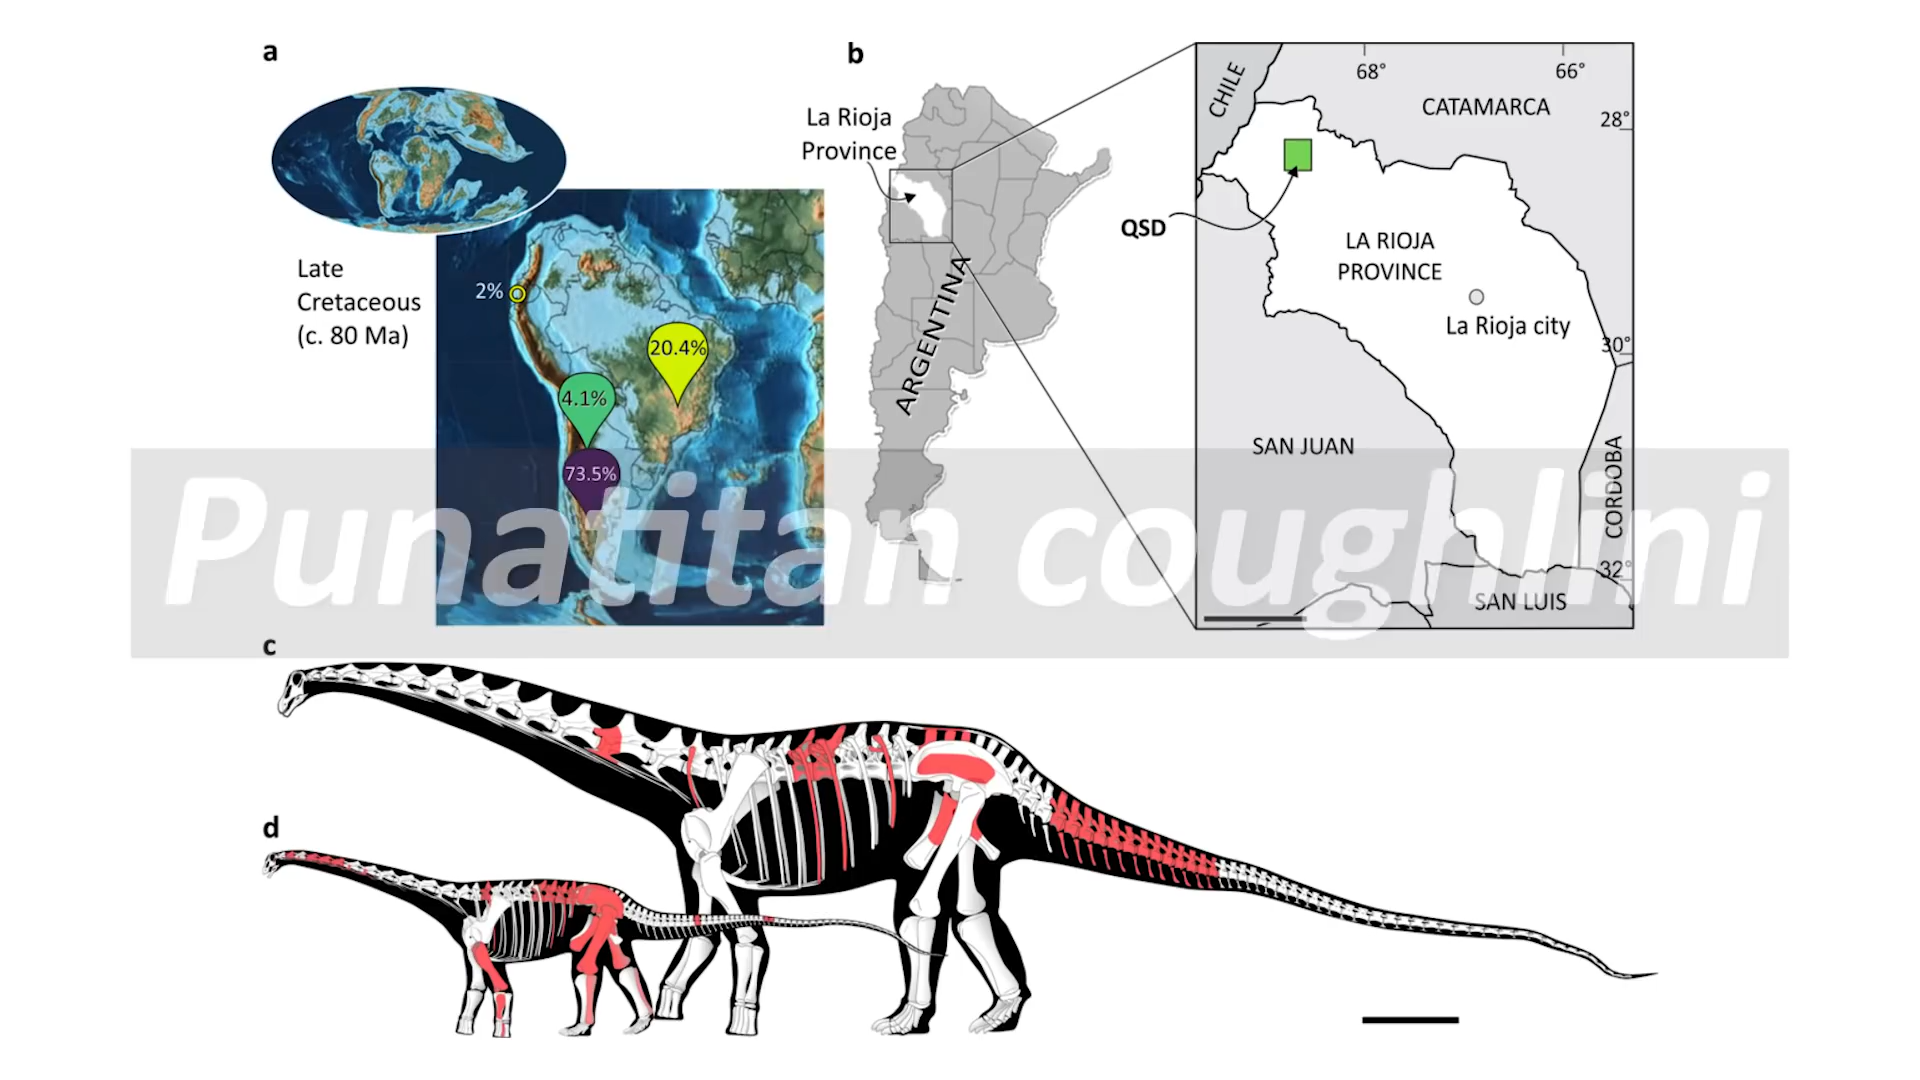 a
Late
Cretaceous
(c. 80 Ma)
2%
20.4%
4.1%
73.5%
b
La Rioja
Province
ARGENTINA
QSD
CHILE
68°
66°
CATAMARCA
28°
LA RIOJA
PROVINCE
La Rioja city
30°
SAN JUAN
CORDOBA
32°
SAN LUIS
Punatitan coughlini
c
d